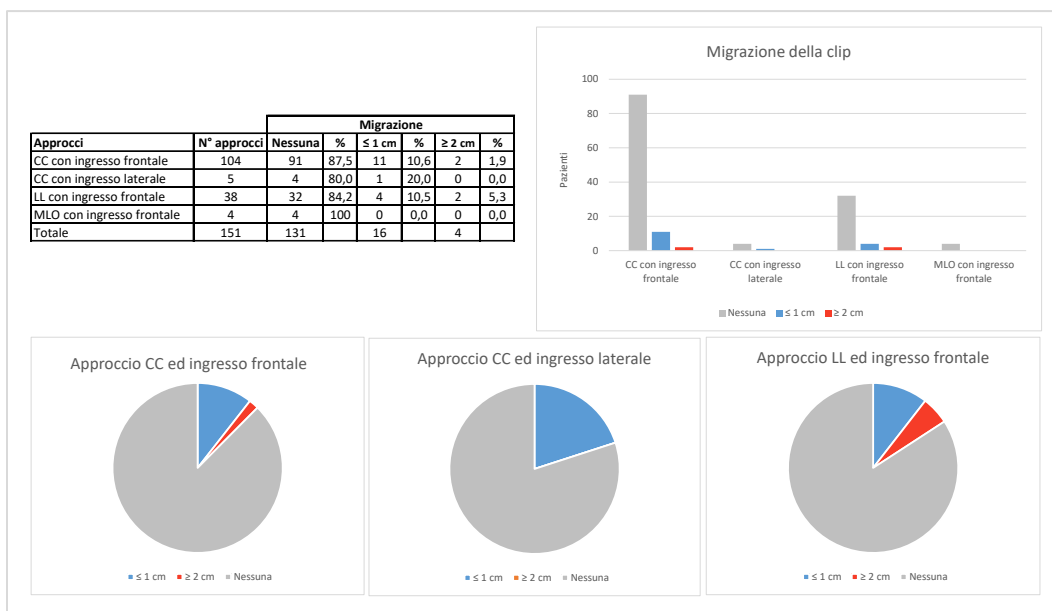 Migrazione
Approcci N° approcci Nessuna % ≤ 1 cm % ≥ 2 cm %
CC con ingresso frontale 104 91 87,5 11 10,6 2 1,9
CC con ingresso laterale 5 4 80,0 1 20,0 0 0,0
LL con ingresso frontale 38 32 84,2 4 10,5 2 5,3
MLO con ingresso frontale 4 4 100 0 0,0 0 0,0
Totale 151 131 16 4
Migrazione della clip
Pazienti
100
80
60
40
20
0
CC con ingresso frontale
CC con ingresso laterale
LL con ingresso frontale
MLO con ingresso frontale
Nessuna ≤ 1 cm ≥ 2 cm
Approccio CC ed ingresso frontale
≤ 1 cm ≥ 2 cm Nessuna
Approccio CC ed ingresso laterale
≤ 1 cm ≥ 2 cm Nessuna
Approccio LL ed ingresso frontale
≤ 1 cm ≥ 2 cm Nessuna